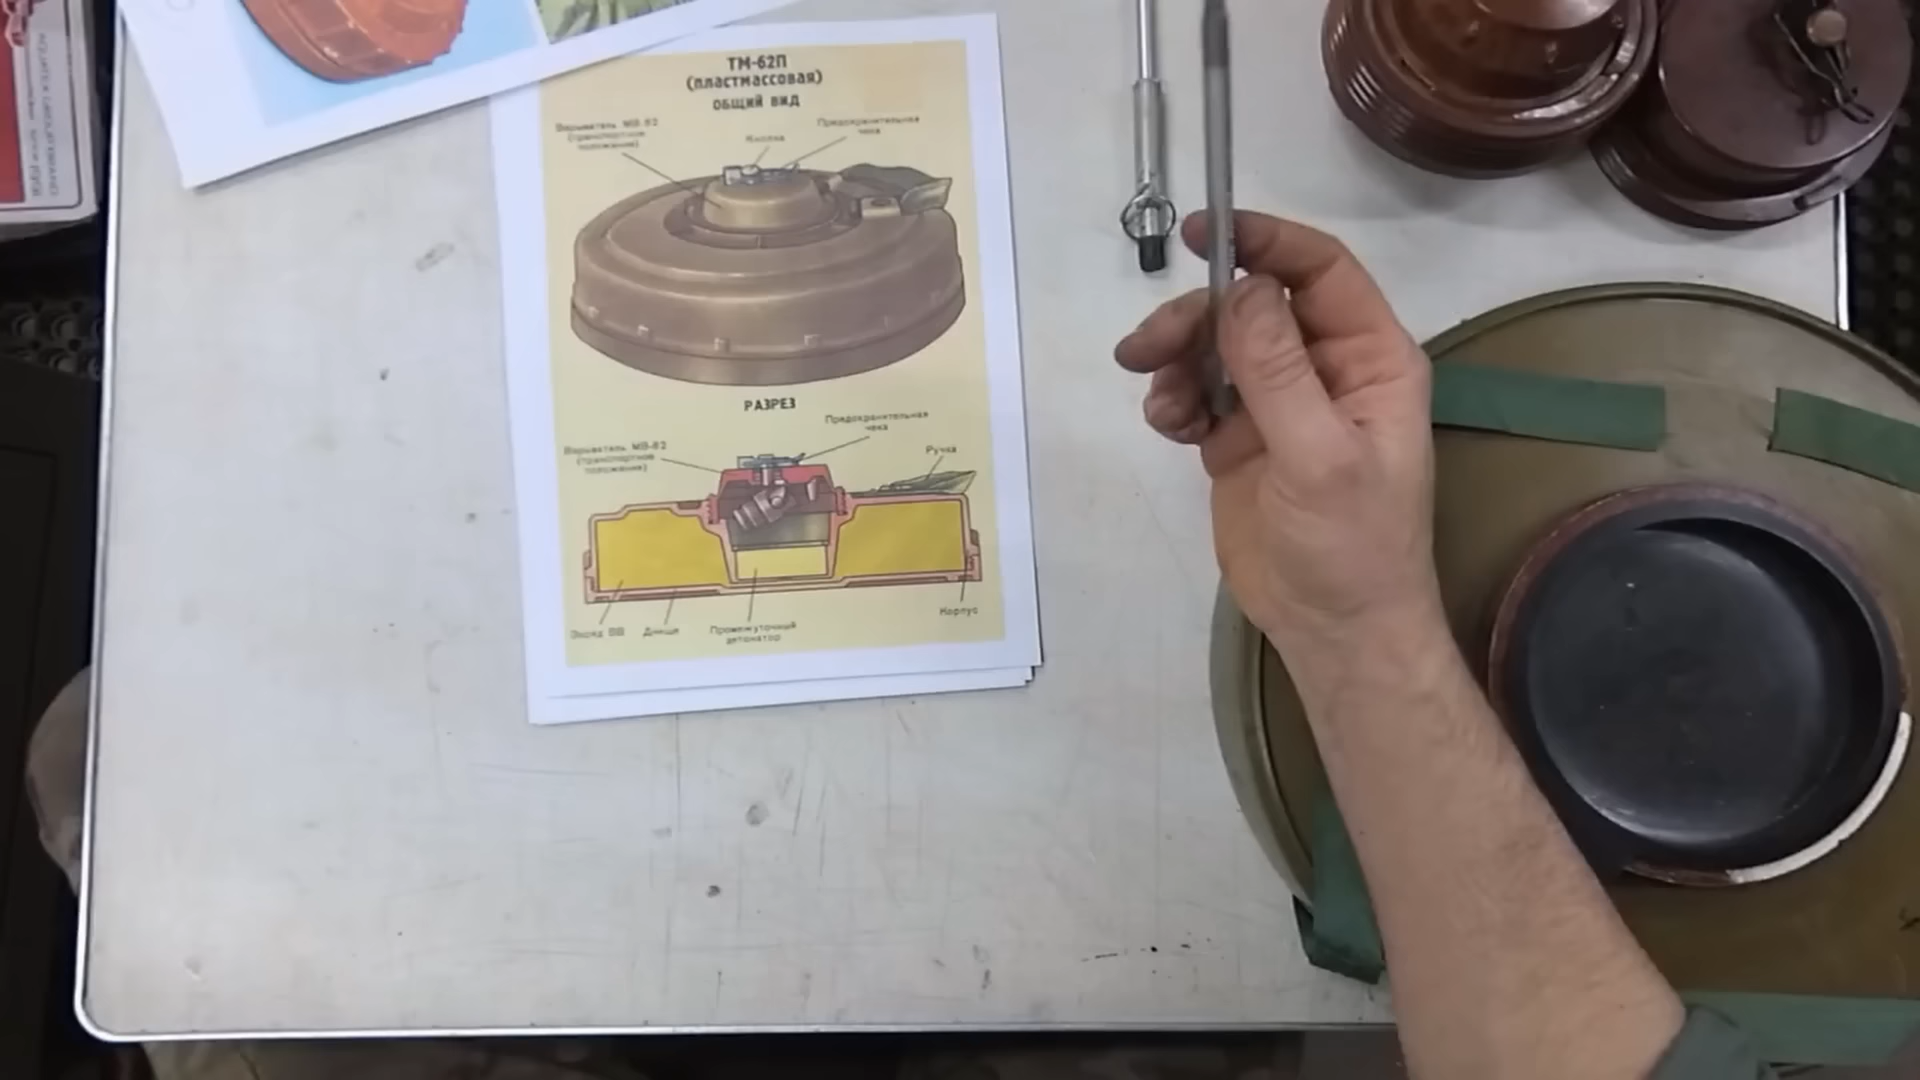 ТМ-62П
(пластмассовая)
ОБЩИЙ ВИД
Взрыватель МВ-62
(транспортное
положение)
Кнопка
Предохранительная
чека
РАЗРЕЗ
Взрыватель МВ-62
(транспортное
положение)
Предохранительная
чека
Ручка
Заряд ВВ
Днище
Промежуточный
детонатор
Корпус